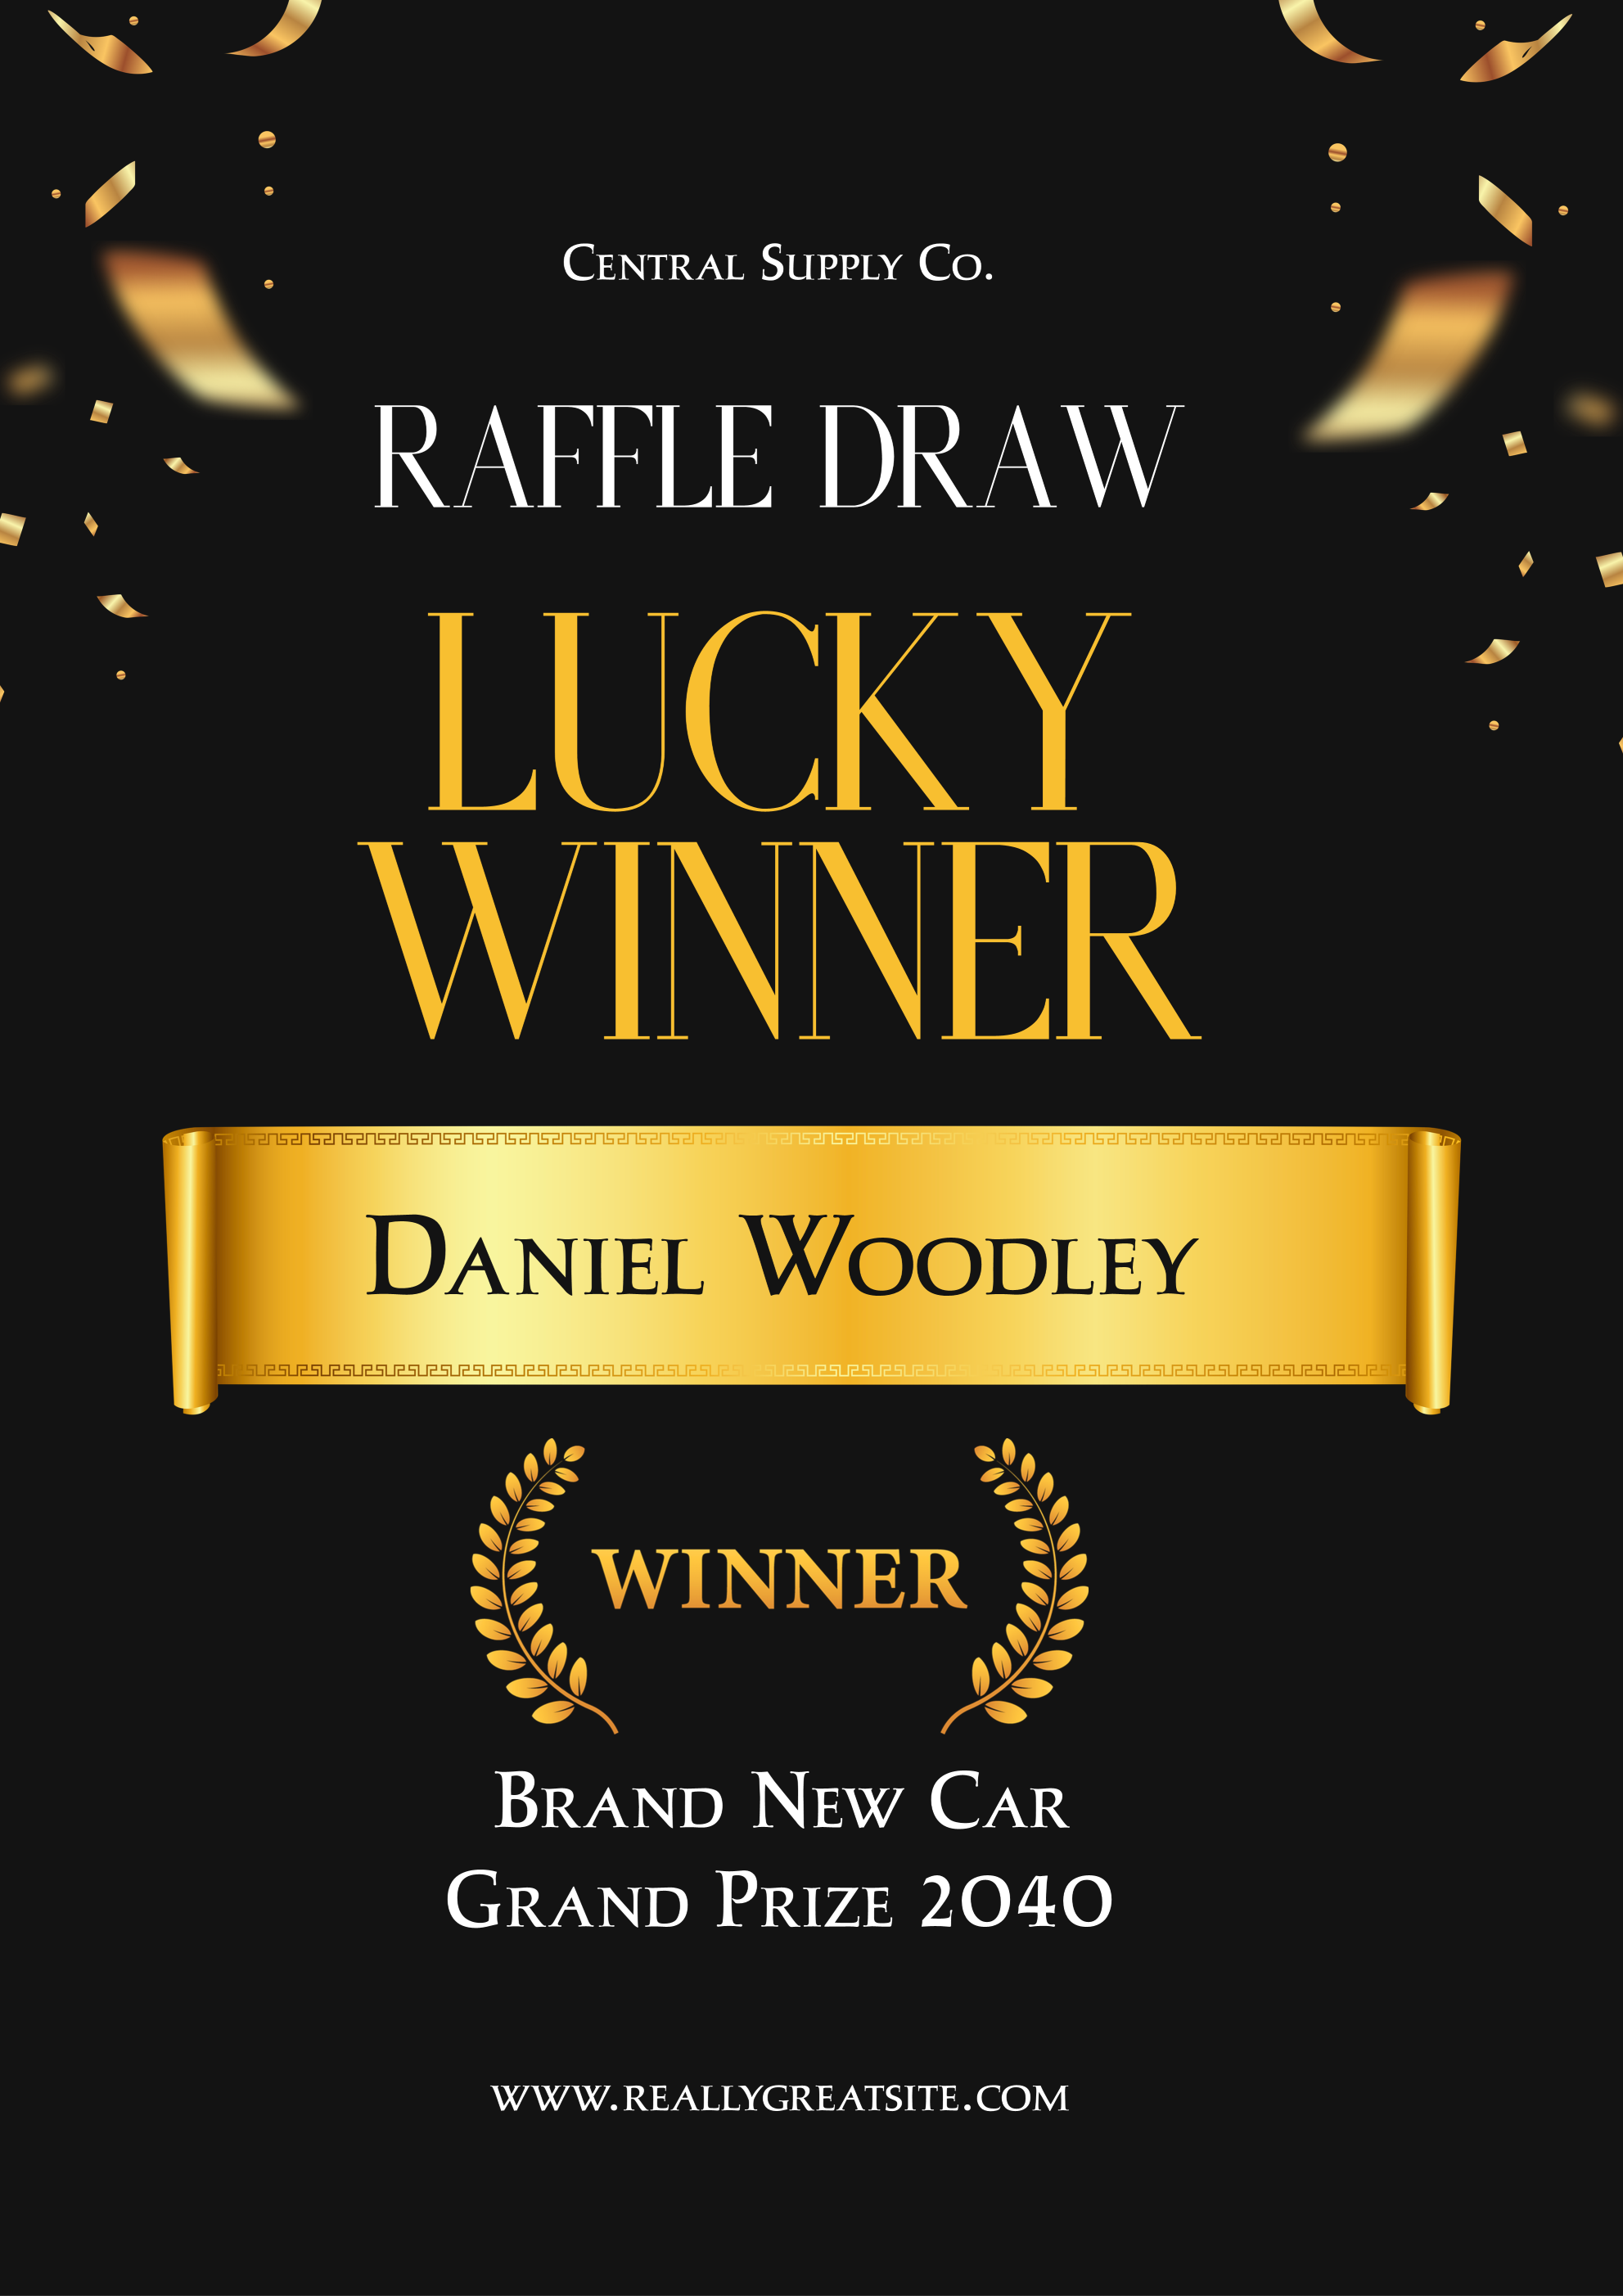 Central Supply Co.
RAFFLE DRAW
LUCKY
WINNER
Daniel Woodley
WINNER
Brand New Car
Grand Prize 2040
www.reallygreatsite.com